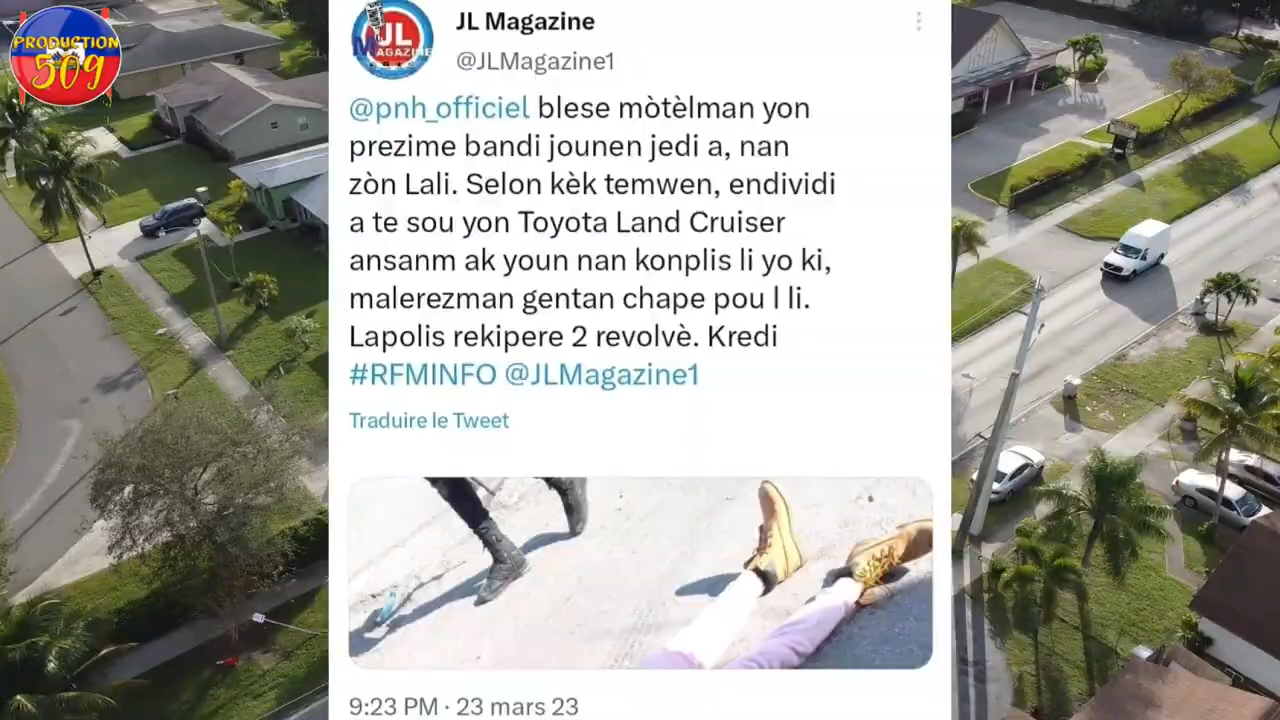 PRODUCTION
509
JL
MAGAZINE
JL Magazine
@JLMagazine1
@pnh_officiel blese mòtèlman yon
prezime bandi jounen jedi a, nan
zòn Lali. Selon kèk temwen, endividi
a te sou yon Toyota Land Cruiser
ansanm ak youn nan konplis li yo ki,
malerezman gentan chape pou l li.
Lapolis rekipere 2 revolvè. Kredi
#RFMINFO @JLMagazine1
Traduire le Tweet
9:23 PM · 23 mars 23